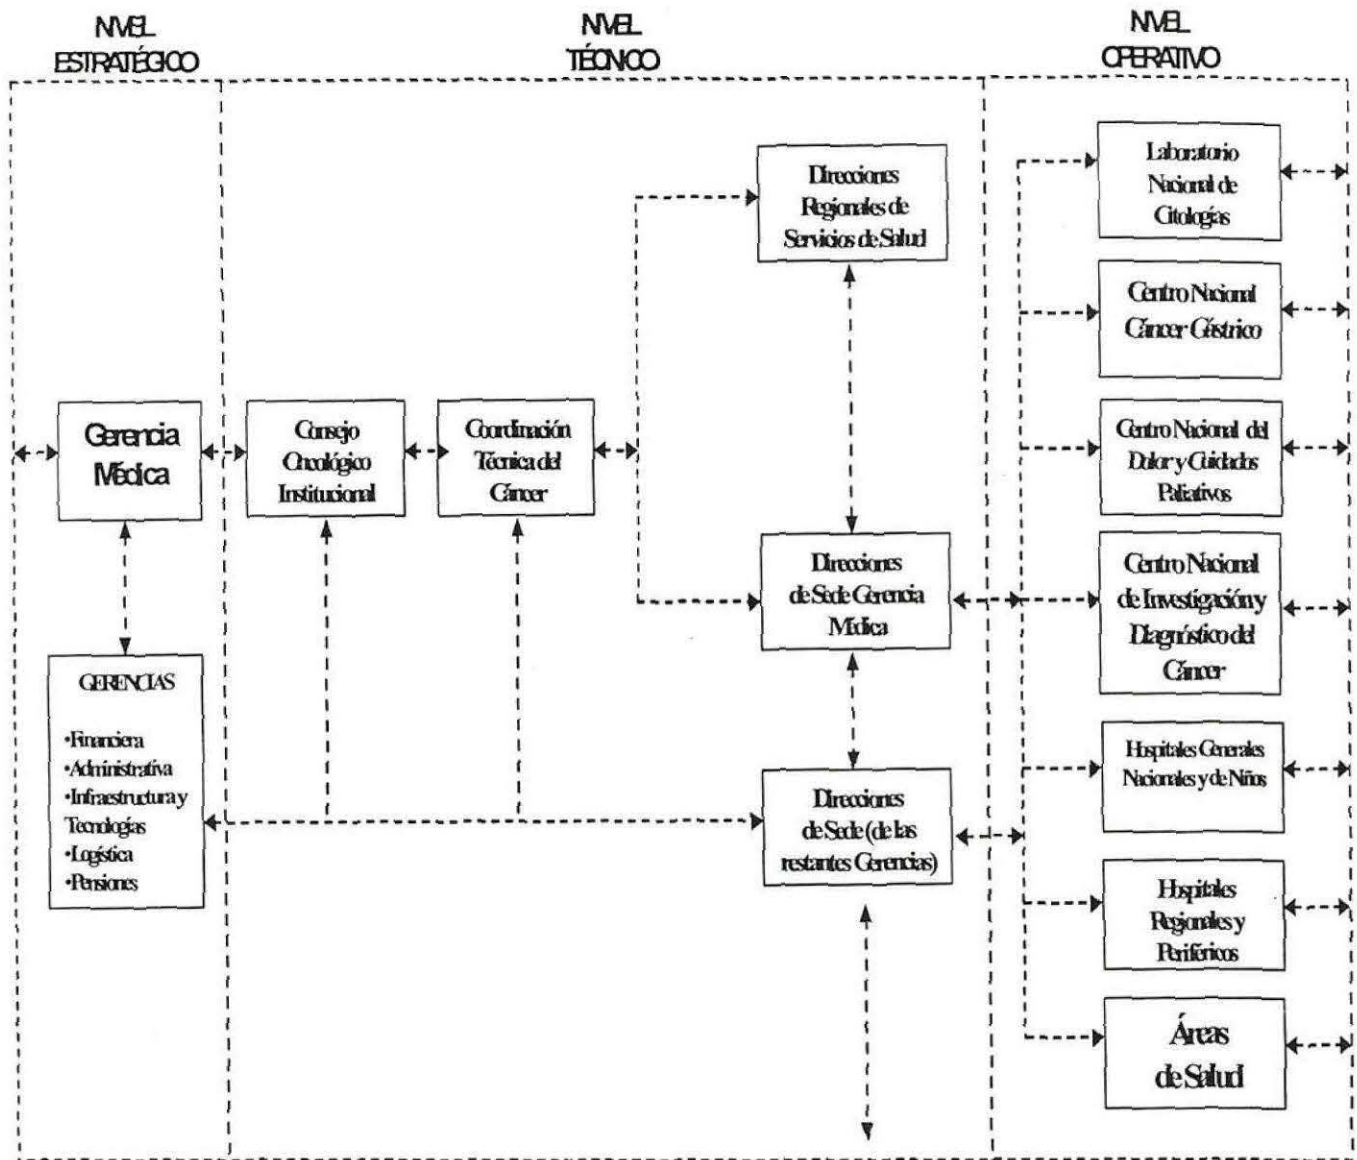 NIVEL
ESTRATÉGICO
NIVEL
TÉCNICO
NIVEL
OPERATIVO
Gerencia
Médica
GERENCIAS
•Financiera
•Administrativa
•Infraestructura y
Tecnologías
•Logística
•Pensiones
Consejo
Oncológico
Institucional
Coordinación
Técnica del
Cáncer
Direcciones
Regionales de
Servicios de Salud
Direcciones
de Sede Gerencia
Médica
Direcciones
de Sede (de las
restantes Gerencias)
Laboratorio
Nacional de
Citologías
Centro Nacional
Cáncer Gástrico
Centro Nacional del
Dolor y Cuidados
Paliativos
Centro Nacional
de Investigación y
Diagnóstico del
Cáncer
Hospitales Generales
Nacionales y de Niños
Hospitales
Regionales y
Periféricos
Áreas
de Salud